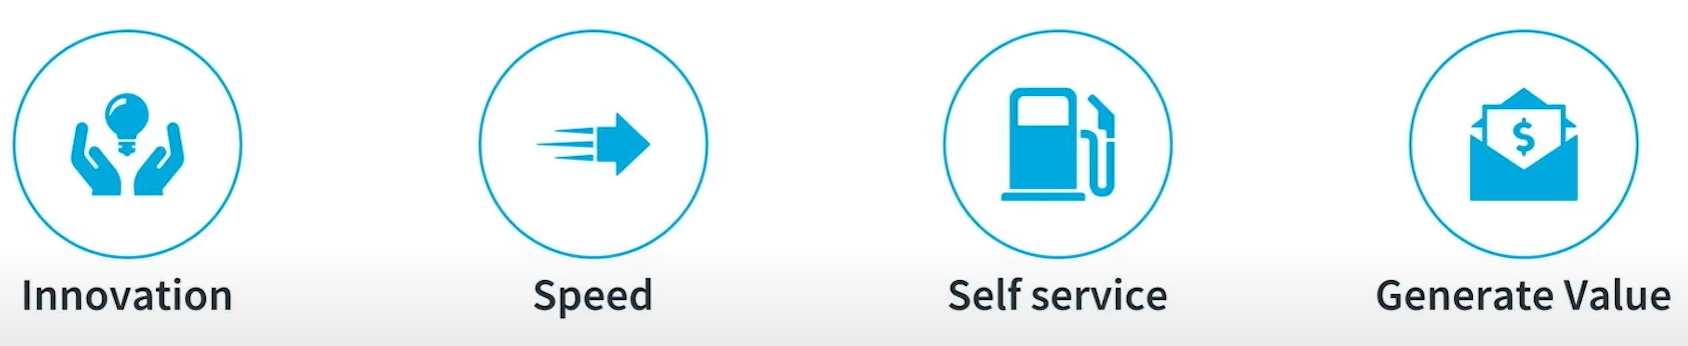 $
Innovation
Speed
Self service
Generate Value